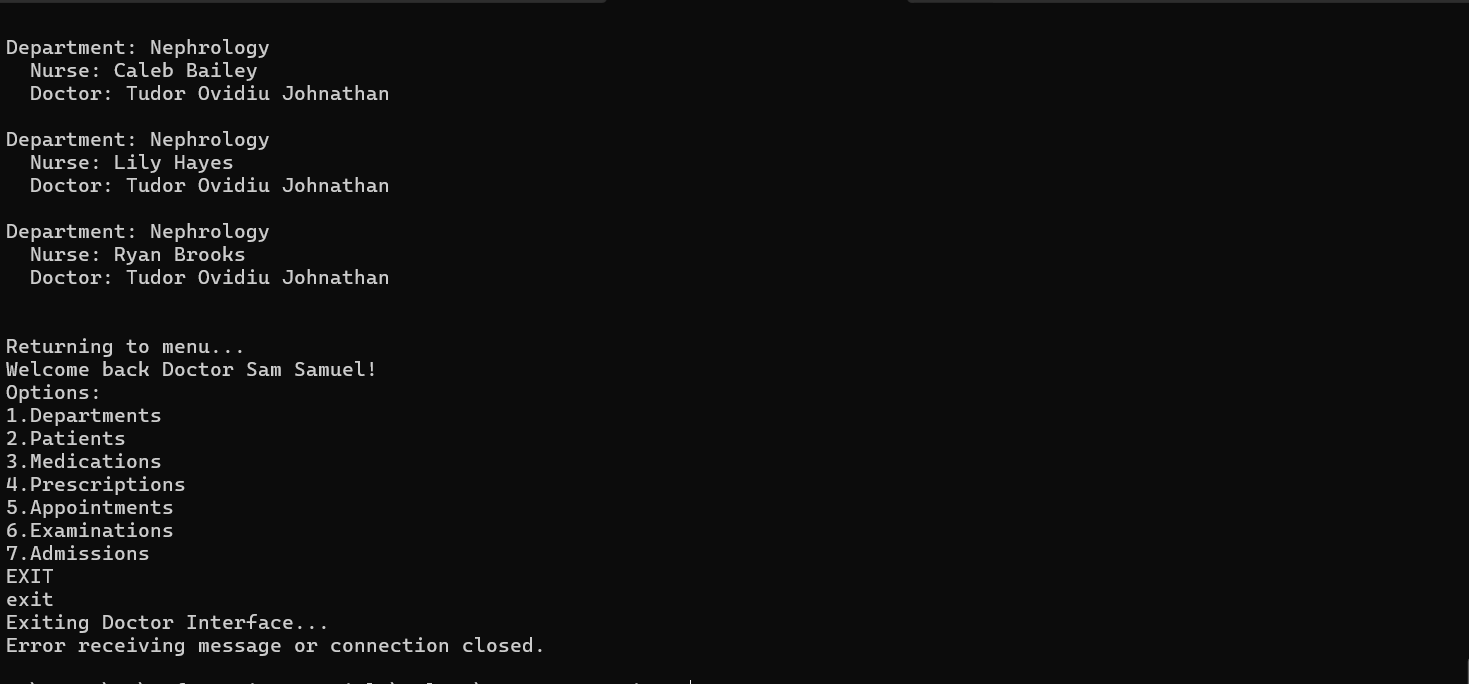 Department: Nephrology
Nurse: Caleb Bailey
Doctor: Tudor Ovidiu Johnathan
Department: Nephrology
Nurse: Lily Hayes
Doctor: Tudor Ovidiu Johnathan
Department: Nephrology
Nurse: Ryan Brooks
Doctor: Tudor Ovidiu Johnathan
Returning to menu...
Welcome back Doctor Sam Samuel!
Options:
1.Departments
2.Patients
3.Medications
4.Prescriptions
5.Appointments
6.Examinations
7.Admissions
EXIT
exit
Exiting Doctor Interface...
Error receiving message or connection closed.